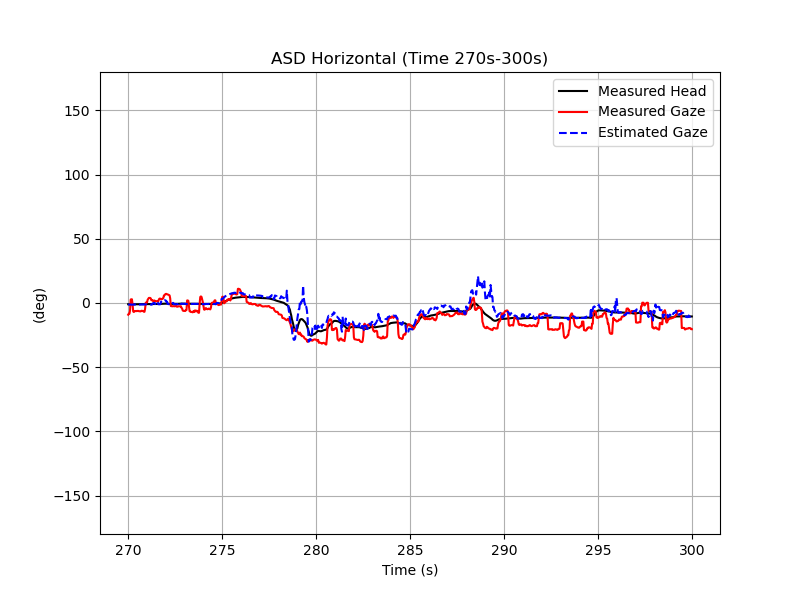 ASD Horizontal (Time 270s-300s)
Measured Head
Measured Gaze
Estimated Gaze
150
100
50
0
−50
−100
−150
(deg)
270
275
280
285
290
295
300
Time (s)